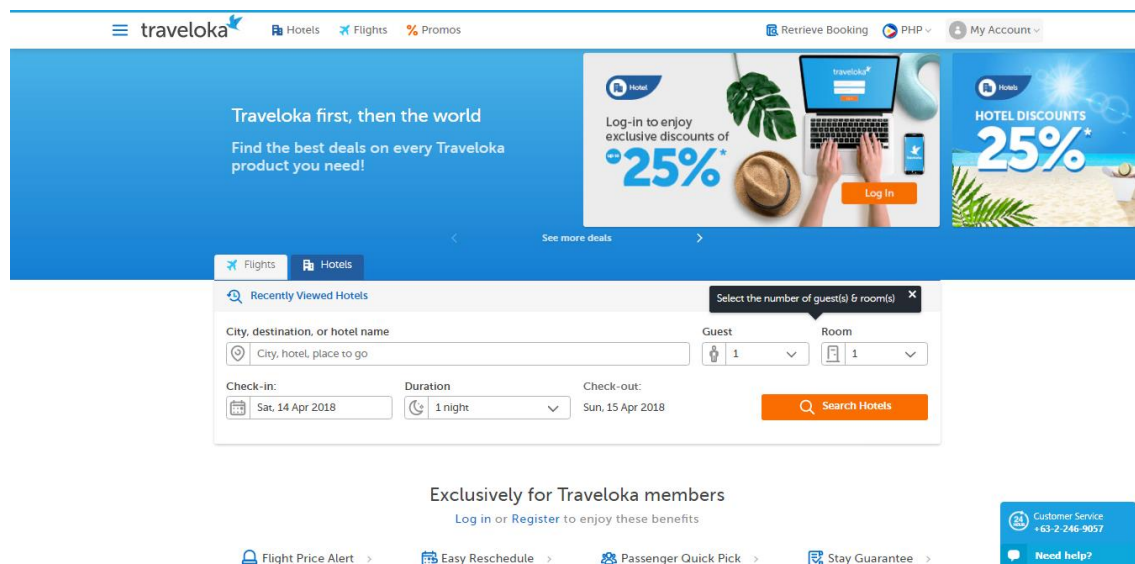 traveloka
Hotels
Flights
% Promos
Retrieve Booking
PHP
My Account
Traveloka first, then the world
Find the best deals on every Traveloka
product you need!
Hotel
Log-in to enjoy
exclusive discounts of
up to 25%*
traveloka
Log In
Hotels
HOTEL DISCOUNTS
25%*
See more deals
Flights
Hotels
Recently Viewed Hotels
Select the number of guest(s) & room(s)
City, destination, or hotel name
Guest
Room
City, hotel, place to go
1
1
Check-in:
Duration
Check-out:
Sat, 14 Apr 2018
1 night
Sun, 15 Apr 2018
Search Hotels
Exclusively for Traveloka members
Log in or Register to enjoy these benefits
24
Customer Service
+63-2-246-9057
Need help?
Flight Price Alert
Easy Reschedule
Passenger Quick Pick
Stay Guarantee